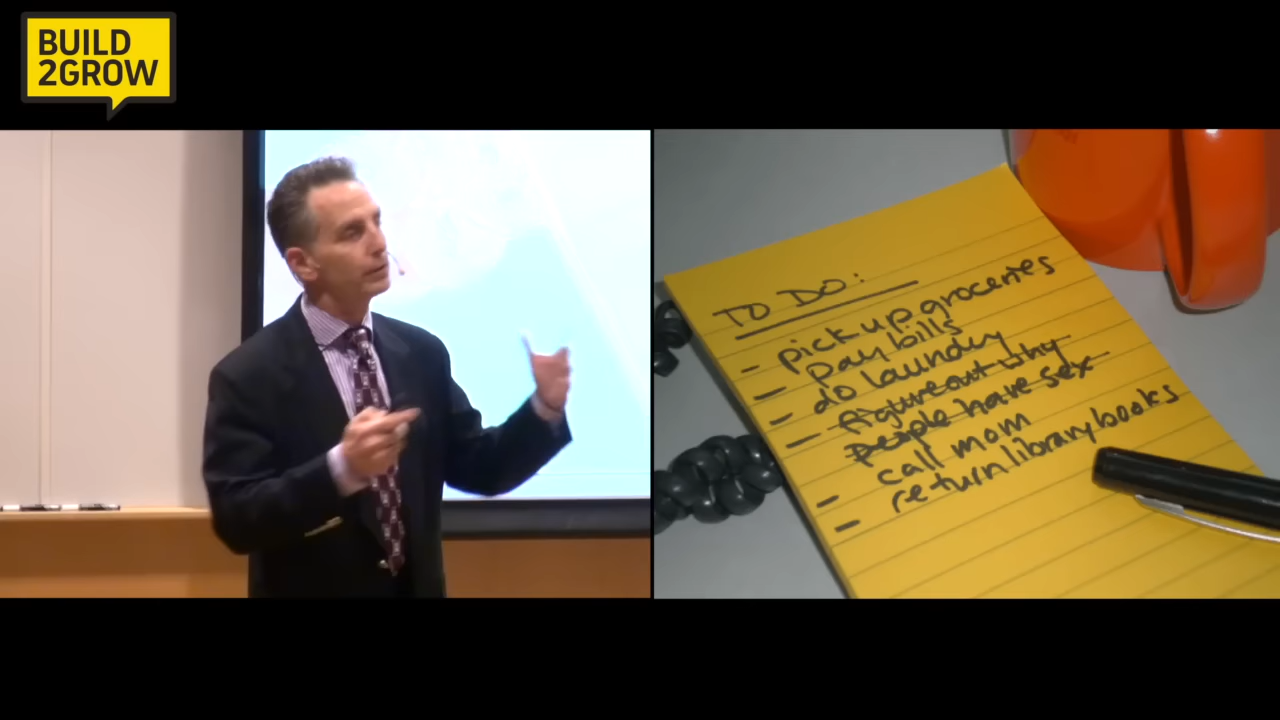 BUILD
2GROW
TO DO:
- pick up groceries
- pay bills
- do laundry
- figure out why
people have sex
- call mom
- return library books